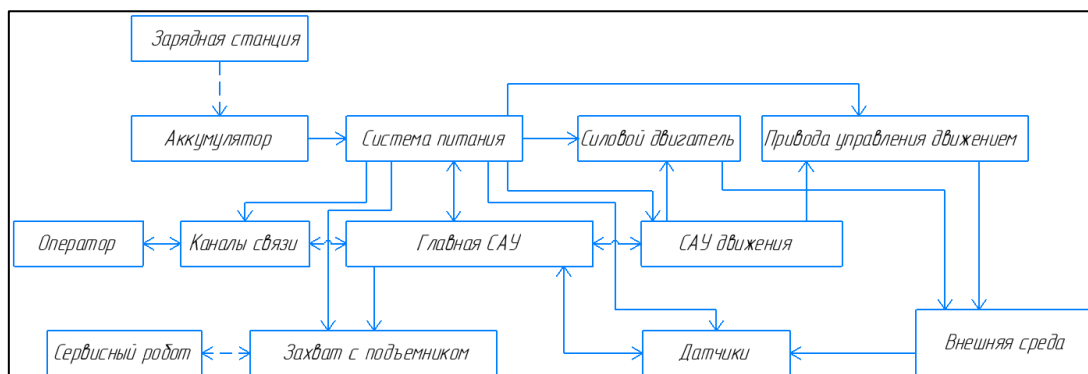 Зарядная станция
Аккумулятор
Система питания
Силовой двигатель
Привода управления движением
Оператор
Каналы связи
Главная САУ
САУ движения
Сервисный робот
Захват с подъемником
Датчики
Внешняя среда